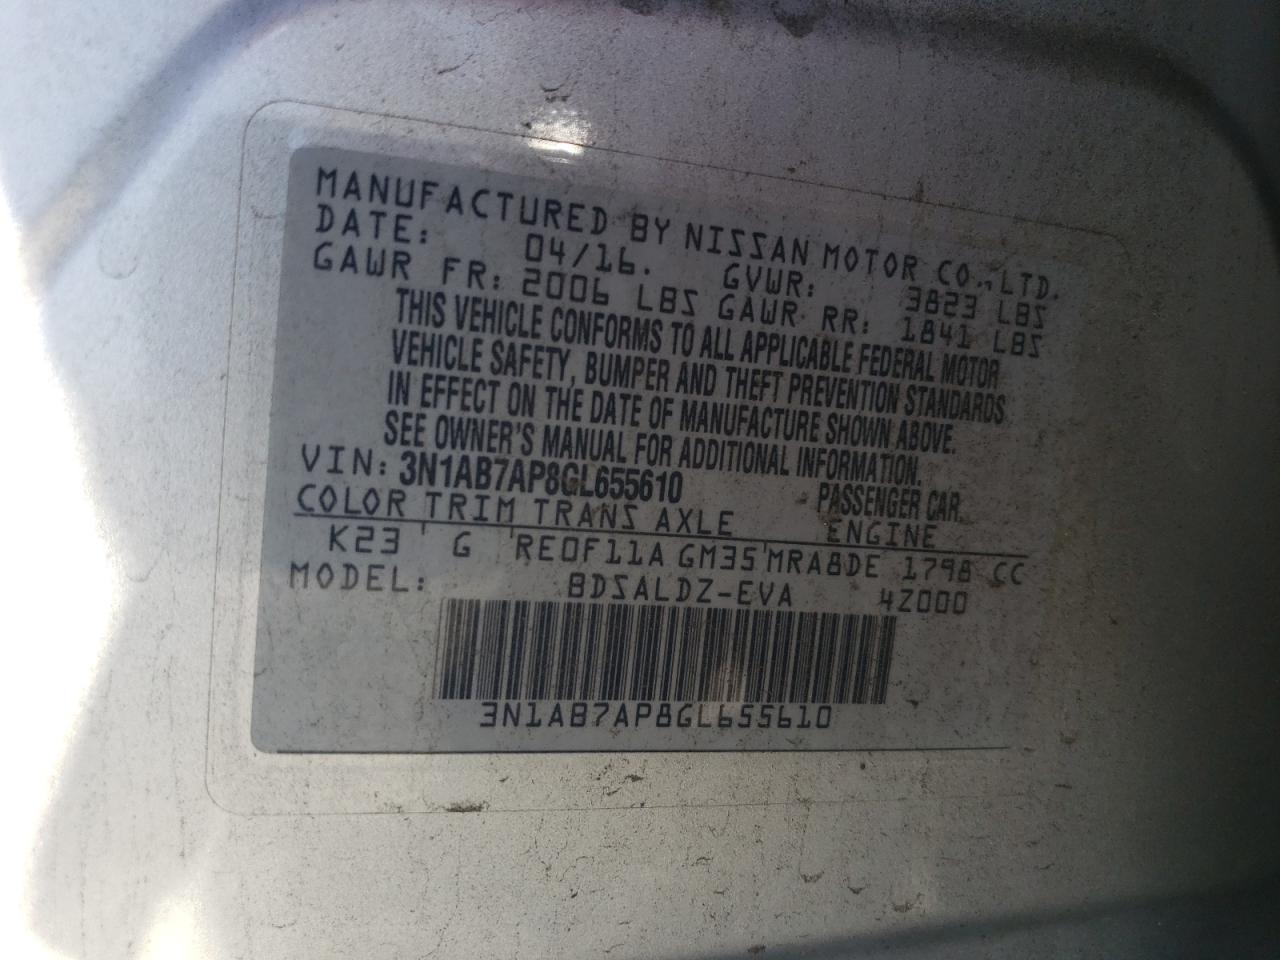 MANUFACTURED BY NISSAN MOTOR CO.,LTD.
DATE: 04/16. GVWR: 3823 LBS
GAWR FR: 2006 LBS GAWR RR: 1841 LBS
THIS VEHICLE CONFORMS TO ALL APPLICABLE FEDERAL MOTOR
VEHICLE SAFETY, BUMPER AND THEFT PREVENTION STANDARDS
IN EFFECT ON THE DATE OF MANUFACTURE SHOWN ABOVE.
SEE OWNER'S MANUAL FOR ADDITIONAL INFORMATION.
VIN: 3N1AB7AP8GL655610 PASSENGER CAR.
COLOR TRIM TRANS AXLE ENGINE
K23 G RE0F11A GM35 MRA8DE 1798 CC
MODEL: BDSALDZ-EVA 4Z000
3N1AB7AP8GL655610